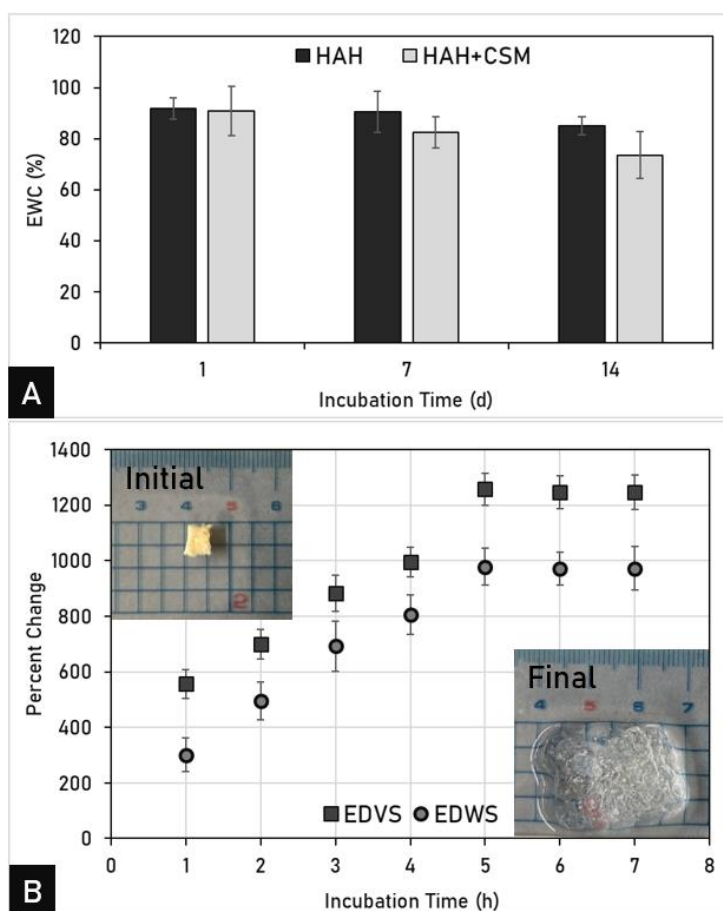 120
HAH HAH+CSM
100
80
60
40
20
0
EWC (%)
1 7 14
Incubation Time (d)
A
1400
1200
1000
800
600
400
200
0
Percent Change
Initial
3 4 5 6
2
Final
4 5 6 7
EDVS EDWS
0 1 2 3 4 5 6 7 8
Incubation Time (h)
B